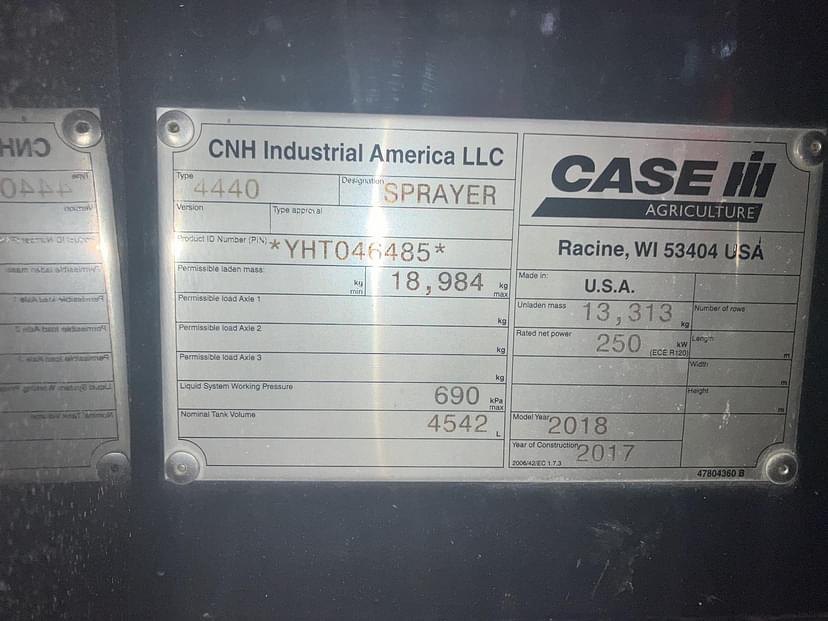 CNH Industrial America LLC
Type 4440 Designation SPRAYER
Version Type approval
Product ID Number (PIN) *YHT046485*
Permissible laden mass: kg min 18,984 kg max
Permissible load Axle 1 kg
Permissible load Axle 2 kg
Permissible load Axle 3 kg
Liquid System Working Pressure 690 kPa max
Nominal Tank Volume 4542 L
CASE IH
AGRICULTURE
Racine, WI 53404 USA
Made in: U.S.A.
Unladen mass 13,313 kg Number of rows
Rated net power 250 kW (ECE R120) Length m
Width m
Height m
Model Year 2018
Year of Construction 2017
2006/42/EC 1.7.3
47804360 B